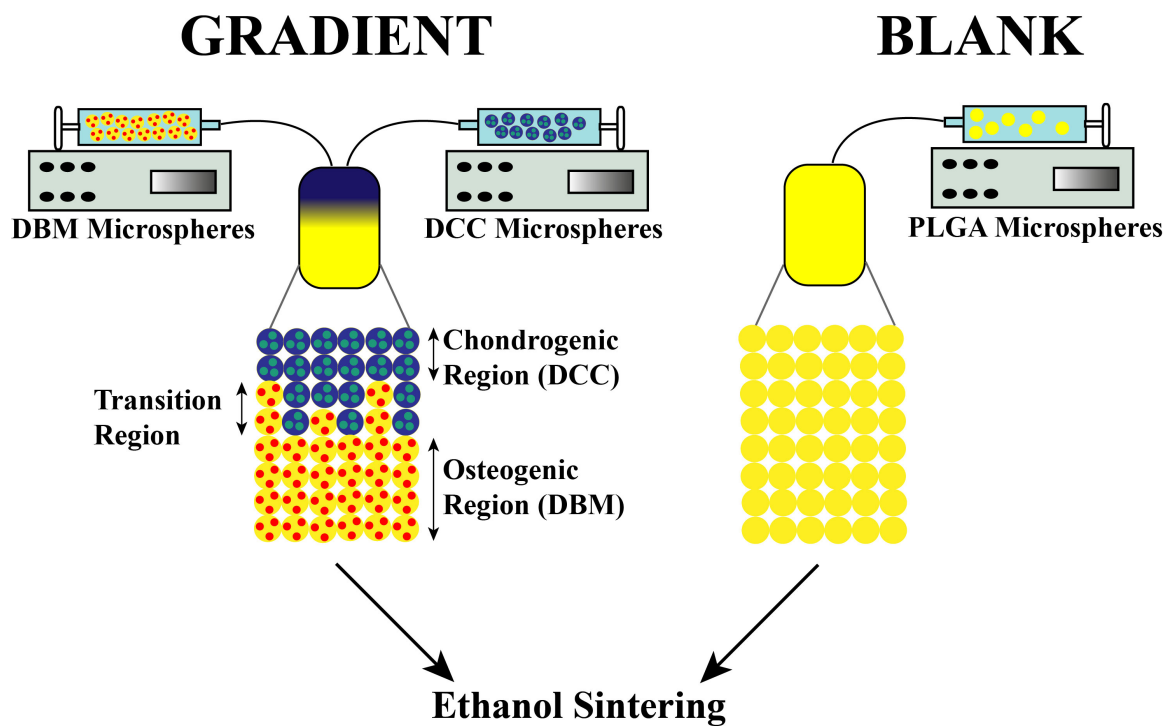 GRADIENT
BLANK
DBM Microspheres
DCC Microspheres
PLGA Microspheres
Chondrogenic
Region (DCC)
Transition
Region
Osteogenic
Region (DBM)
Ethanol Sintering